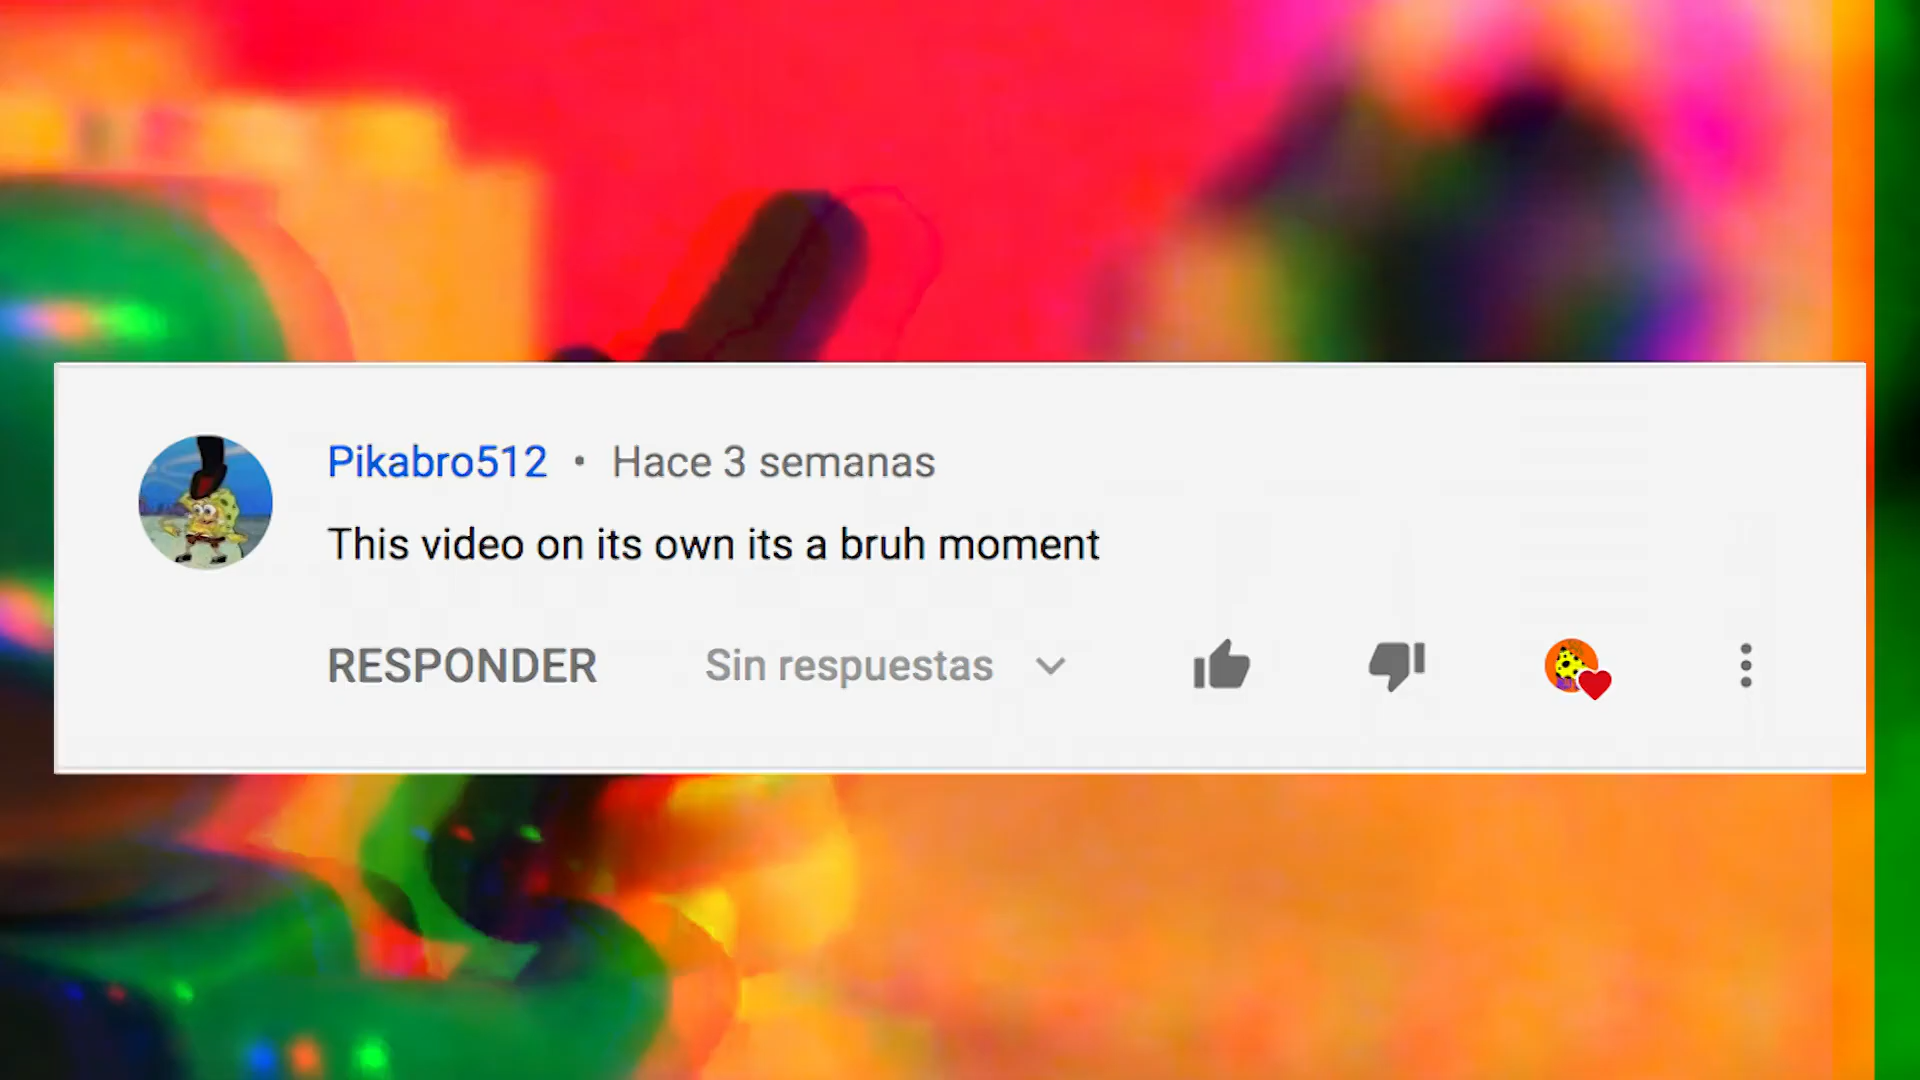 Pikabro512 • Hace 3 semanas
This video on its own its a bruh moment
RESPONDER Sin respuestas